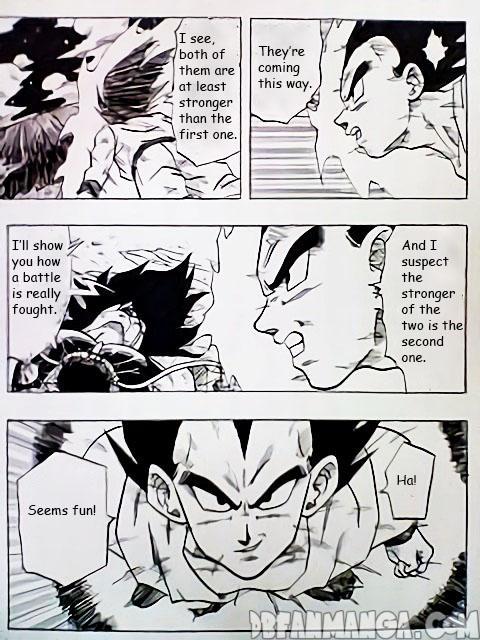 They're
coming
this way.
I see,
both of
them are
at least
stronger
than the
first one.
And I
suspect
the
stronger
of the
two is the
second
one.
I'll show
you how
a battle
is really
fought.
Ha!
Seems fun!
DBFANMANGA.COM